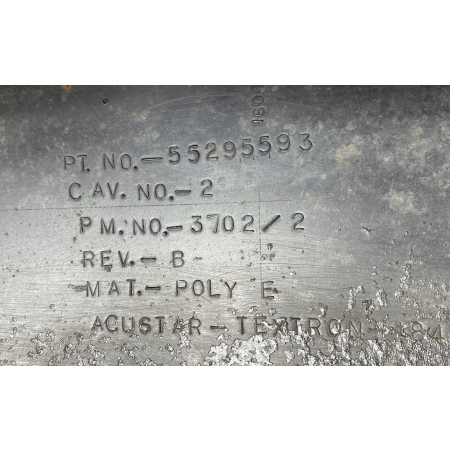 PT. NO.-55295593
CAV. NO.-2
PM. NO.-3702/2
REV.-B
MAT.-POLY E
ACUSTAR-TEXTRON-